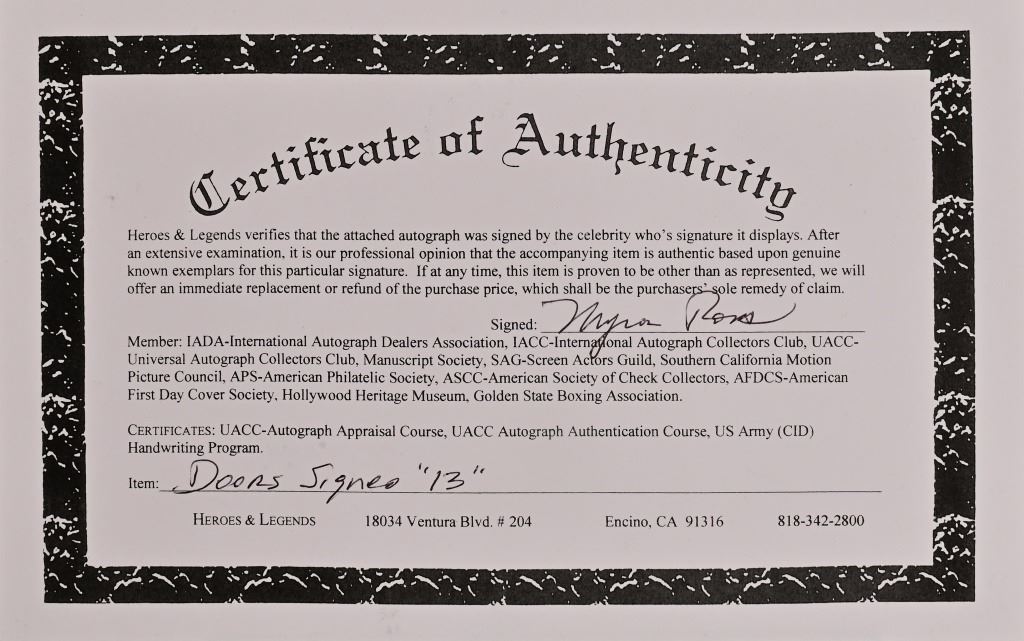 Certificate of Authenticity
Heroes & Legends verifies that the attached autograph was signed by the celebrity who's signature it displays. After
an extensive examination, it is our professional opinion that the accompanying item is authentic based upon genuine
known exemplars for this particular signature. If at any time, this item is proven to be other than as represented, we will
offer an immediate replacement or refund of the purchase price, which shall be the purchasers' sole remedy of claim.
Signed: Myron Ross
Member: IADA-International Autograph Dealers Association, IACC-International Autograph Collectors Club, UACC-
Universal Autograph Collectors Club, Manuscript Society, SAG-Screen Actors Guild, Southern California Motion
Picture Council, APS-American Philatelic Society, ASCC-American Society of Check Collectors, AFDCS-American
First Day Cover Society, Hollywood Heritage Museum, Golden State Boxing Association.
CERTIFICATES: UACC-Autograph Appraisal Course, UACC Autograph Authentication Course, US Army (CID)
Handwriting Program.
Item: Doors Signed "13"
HEROES & LEGENDS 18034 Ventura Blvd. # 204 Encino, CA 91316 818-342-2800